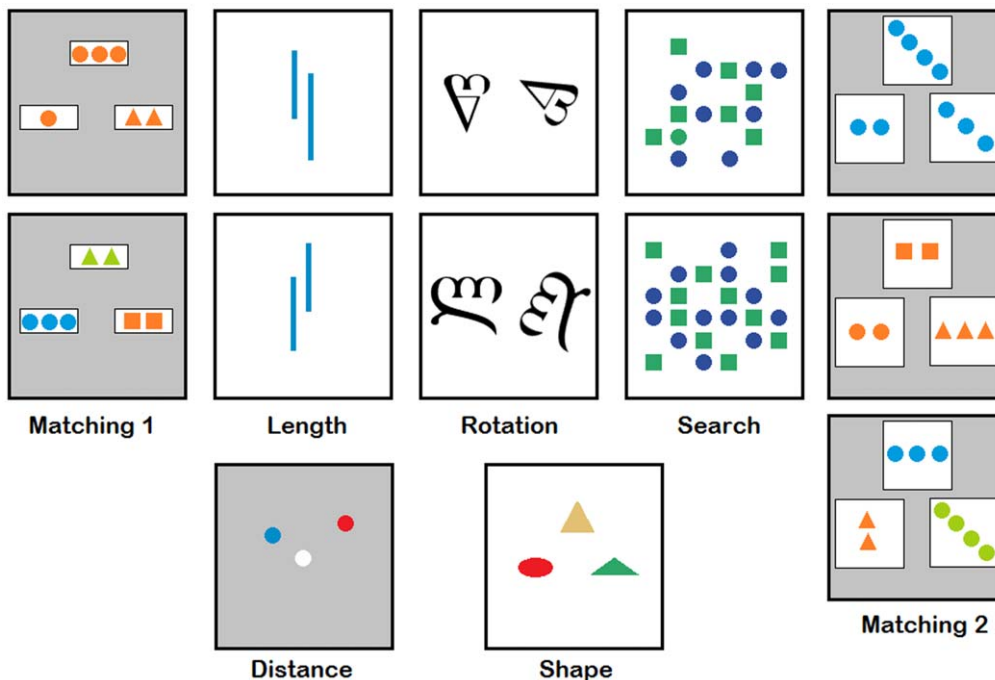 Matching 1
Length
Rotation
Search
Distance
Shape
Matching 2